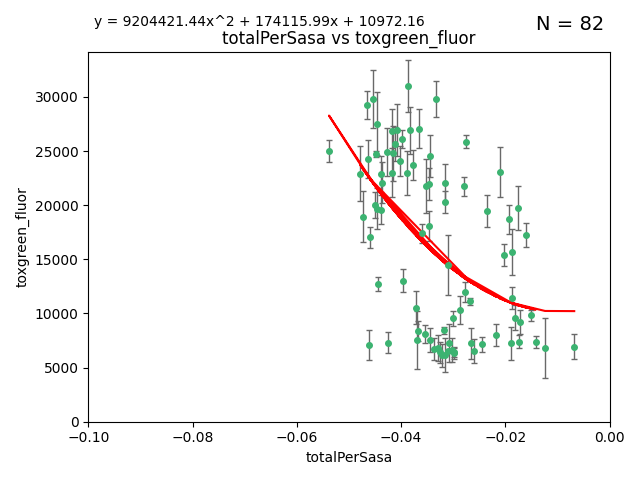 y = 9204421.44x^2 + 174115.99x + 10972.16
N = 82
totalPerSasa vs toxgreen_fluor
toxgreen_fluor
30000
25000
20000
15000
10000
5000
0
−0.10
−0.08
−0.06
−0.04
−0.02
0.00
totalPerSasa